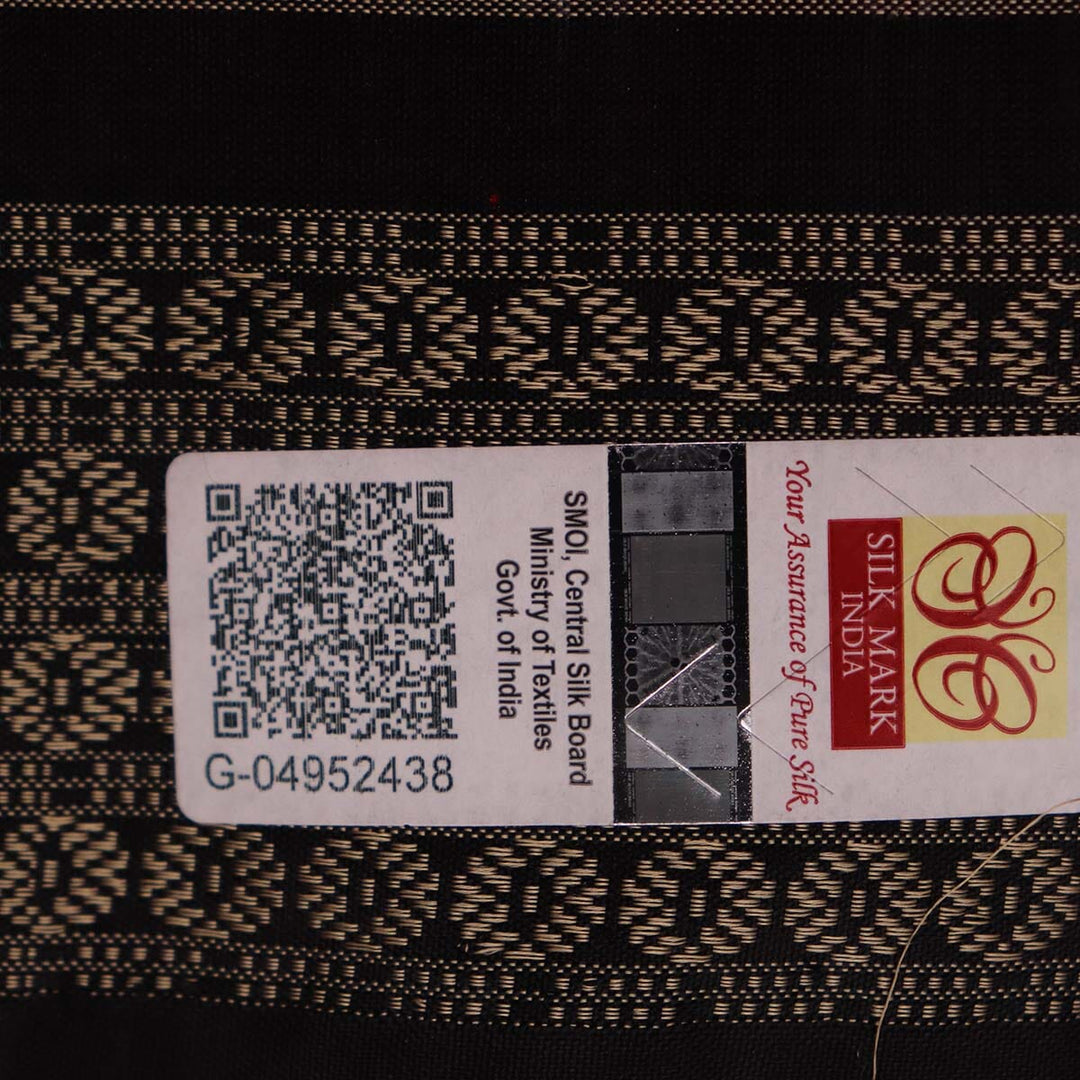 SILK MARK
INDIA
Your Assurance of Pure Silk
SMOI, Central Silk Board
Ministry of Textiles
Govt. of India
G-04952438